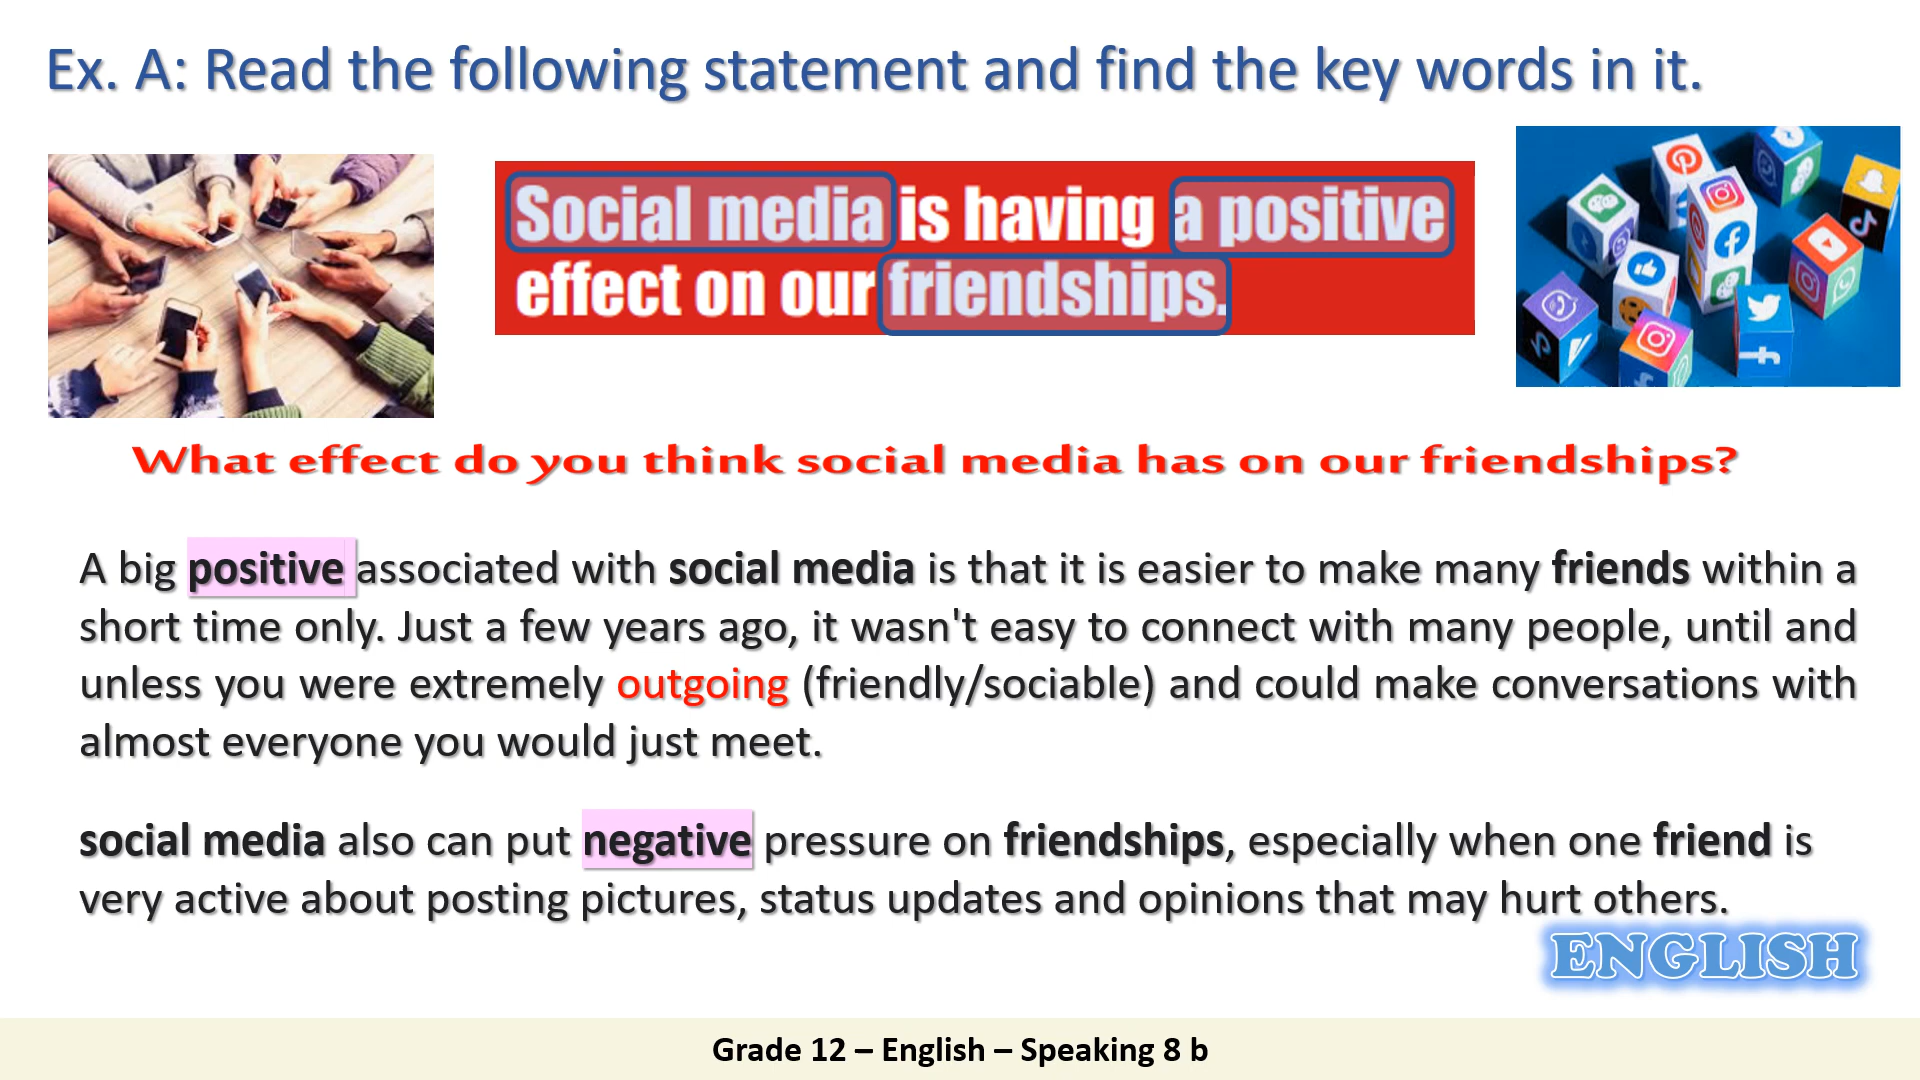 Ex. A: Read the following statement and find the key words in it.
Social media is having a positive
effect on our friendships.
What effect do you think social media has on our friendships?
A big positive associated with social media is that it is easier to make many friends within a
short time only. Just a few years ago, it wasn't easy to connect with many people, until and
unless you were extremely outgoing (friendly/sociable) and could make conversations with
almost everyone you would just meet.
social media also can put negative pressure on friendships, especially when one friend is
very active about posting pictures, status updates and opinions that may hurt others.
ENGLISH
Grade 12 – English – Speaking 8 b